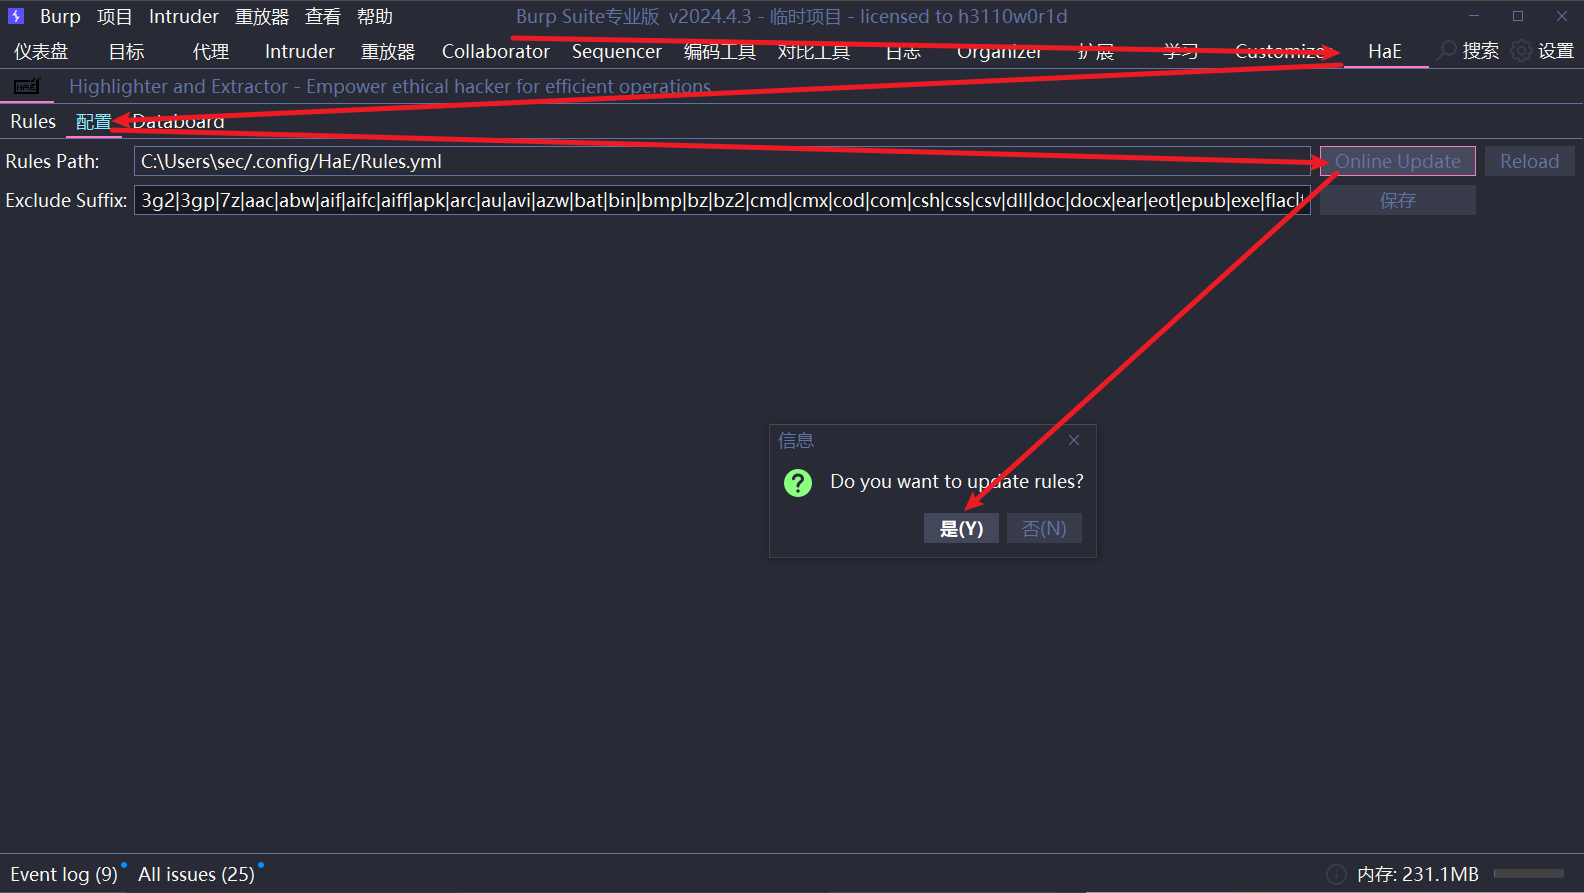 Burp 项目 Intruder 重放器 查看 帮助 Burp Suite专业版 v2024.4.3 - 临时项目 - licensed to h3110w0r1d
仪表盘 目标 代理 Intruder 重放器 Collaborator Sequencer 编码工具 对比工具 日志 Organizer 扩展 学习 Customizer HaE 搜索 设置
HAE Highlighter and Extractor - Empower ethical hacker for efficient operations.
Rules 配置 Databoard
Rules Path: C:\Users\sec/.config/HaE/Rules.yml Online Update Reload
Exclude Suffix: 3g2|3gp|7z|aac|abw|aif|aifc|aiff|apk|arc|au|avi|azw|bat|bin|bmp|bz|bz2|cmd|cmx|cod|com|csh|css|csv|dll|doc|docx|ear|eot|epub|exe|flac| 保存
信息
Do you want to update rules?
是(Y) 否(N)
Event log (9) All issues (25) 内存: 231.1MB